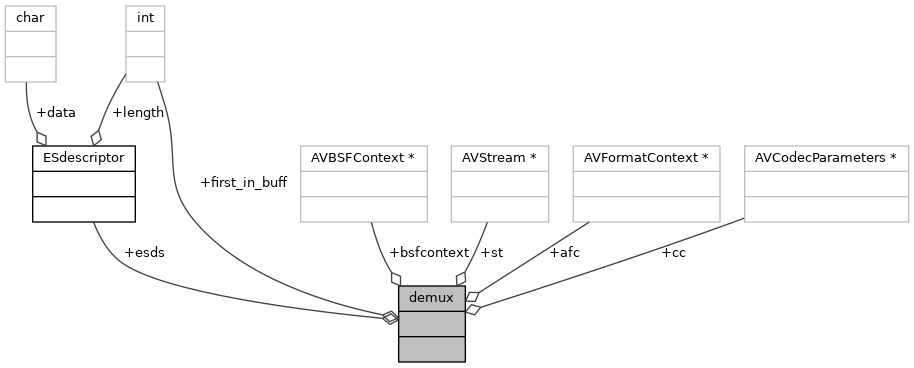 char
int
+data
+length
ESdescriptor
AVBSFContext *
AVStream *
AVFormatContext *
AVCodecParameters *
+first_in_buff
+esds
+bsfcontext
+st
+afc
+cc
demux